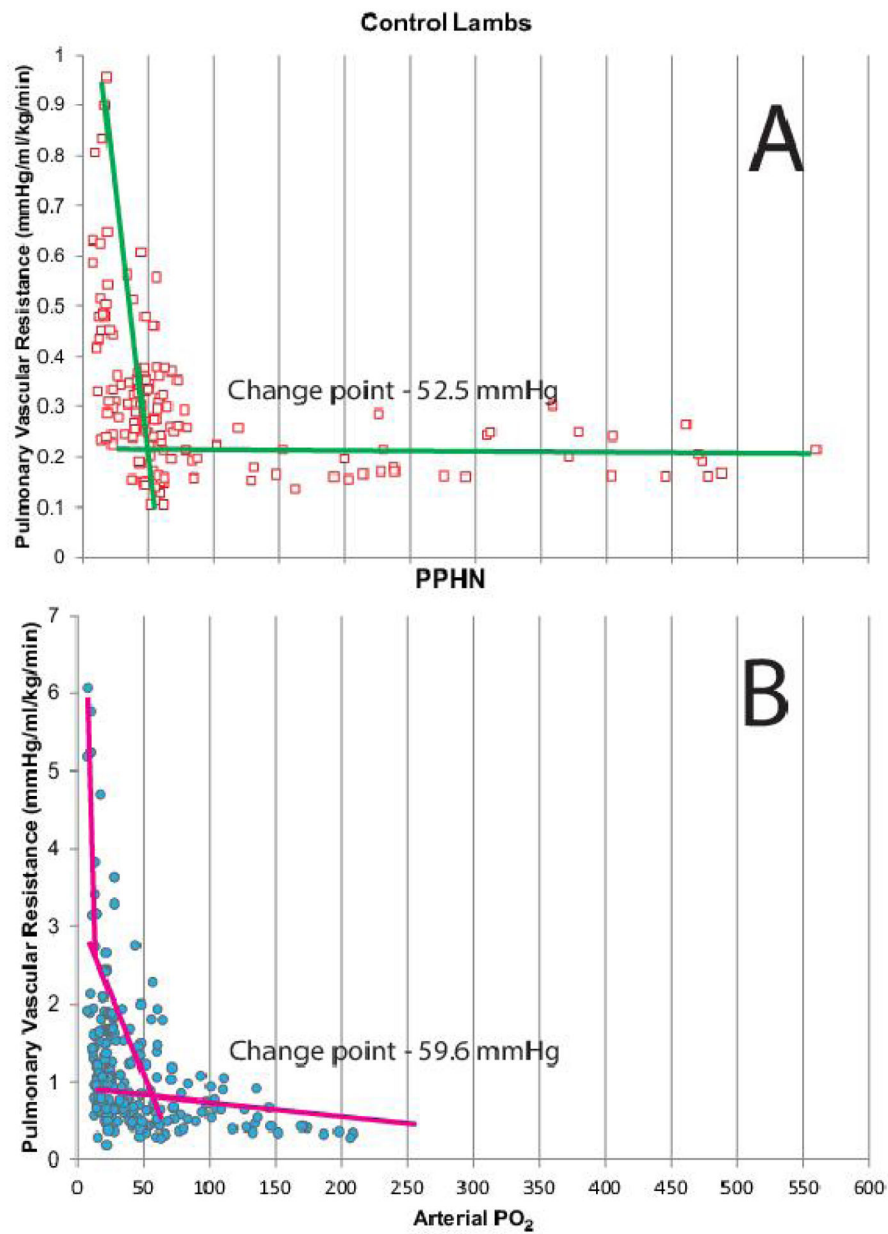 Control Lambs
A
Pulmonary Vascular Resistance (mmHg/ml/kg/min)
1
0.9
0.8
0.7
0.6
0.5
0.4
0.3
0.2
0.1
0
Change point - 52.5 mmHg
PPHN
B
Pulmonary Vascular Resistance (mmHg/ml/kg/min)
7
6
5
4
3
2
1
0
Change point - 59.6 mmHg
0 50 100 150 200 250 300 350 400 450 500 550 600
Arterial PO₂